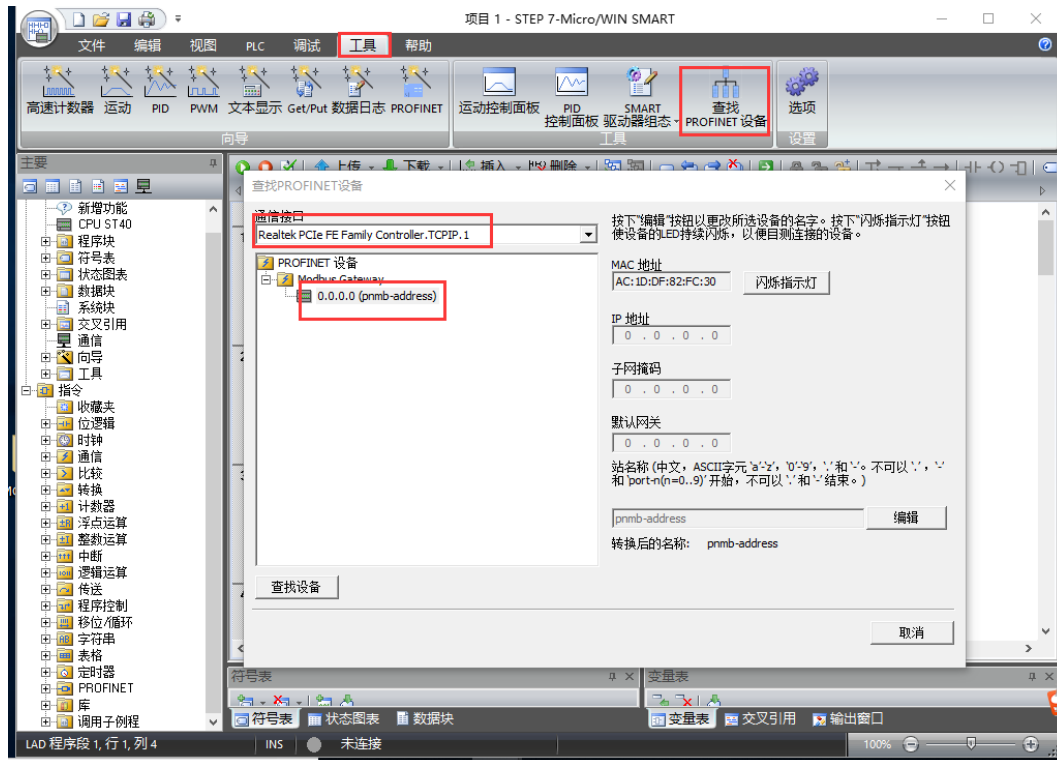 项目 1 - STEP 7-Micro/WIN SMART
文件 编辑 视图 PLC 调试 工具 帮助
高速计数器 运动 PID PWM 文本显示 Get/Put 数据日志 PROFINET
向导
运动控制面板 PID 控制面板 SMART 驱动器组态 查找 PROFINET 设备
工具
选项
设置
主要
上传 下载 插入 删除
新增功能
CPU ST40
程序块
符号表
状态图表
数据块
系统块
交叉引用
通信
向导
工具
指令
收藏夹
位逻辑
时钟
通信
比较
转换
计数器
浮点运算
整数运算
中断
逻辑运算
传送
程序控制
移位/循环
字符串
表格
定时器
PROFINET
库
调用子例程
查找PROFINET设备
通信接口
Realtek PCIe FE Family Controller.TCPIP.1
PROFINET 设备
Modbus Gateway
0.0.0.0 (pnmb-address)
查找设备
按下"编辑"按钮以更改所选设备的名字。按下"闪烁指示灯"按钮
使设备的LED持续闪烁，以便目测连接的设备。
MAC 地址
AC:1D:DF:82:FC:30 闪烁指示灯
IP 地址
0 . 0 . 0 . 0
子网掩码
0 . 0 . 0 . 0
默认网关
0 . 0 . 0 . 0
站名称 (中文，ASCII字元 'a'-'z'，'0'-'9'，'.'和'-'。不可以'.'，'-'
和'port-n(n=0..9)'开始，不可以'.'和'-'结束。)
pnmb-address 编辑
转换后的名称: pnmb-address
取消
符号表
变量表
符号表 状态图表 数据块
变量表 交叉引用 输出窗口
LAD 程序段 1, 行 1, 列 4 INS 未连接 100%